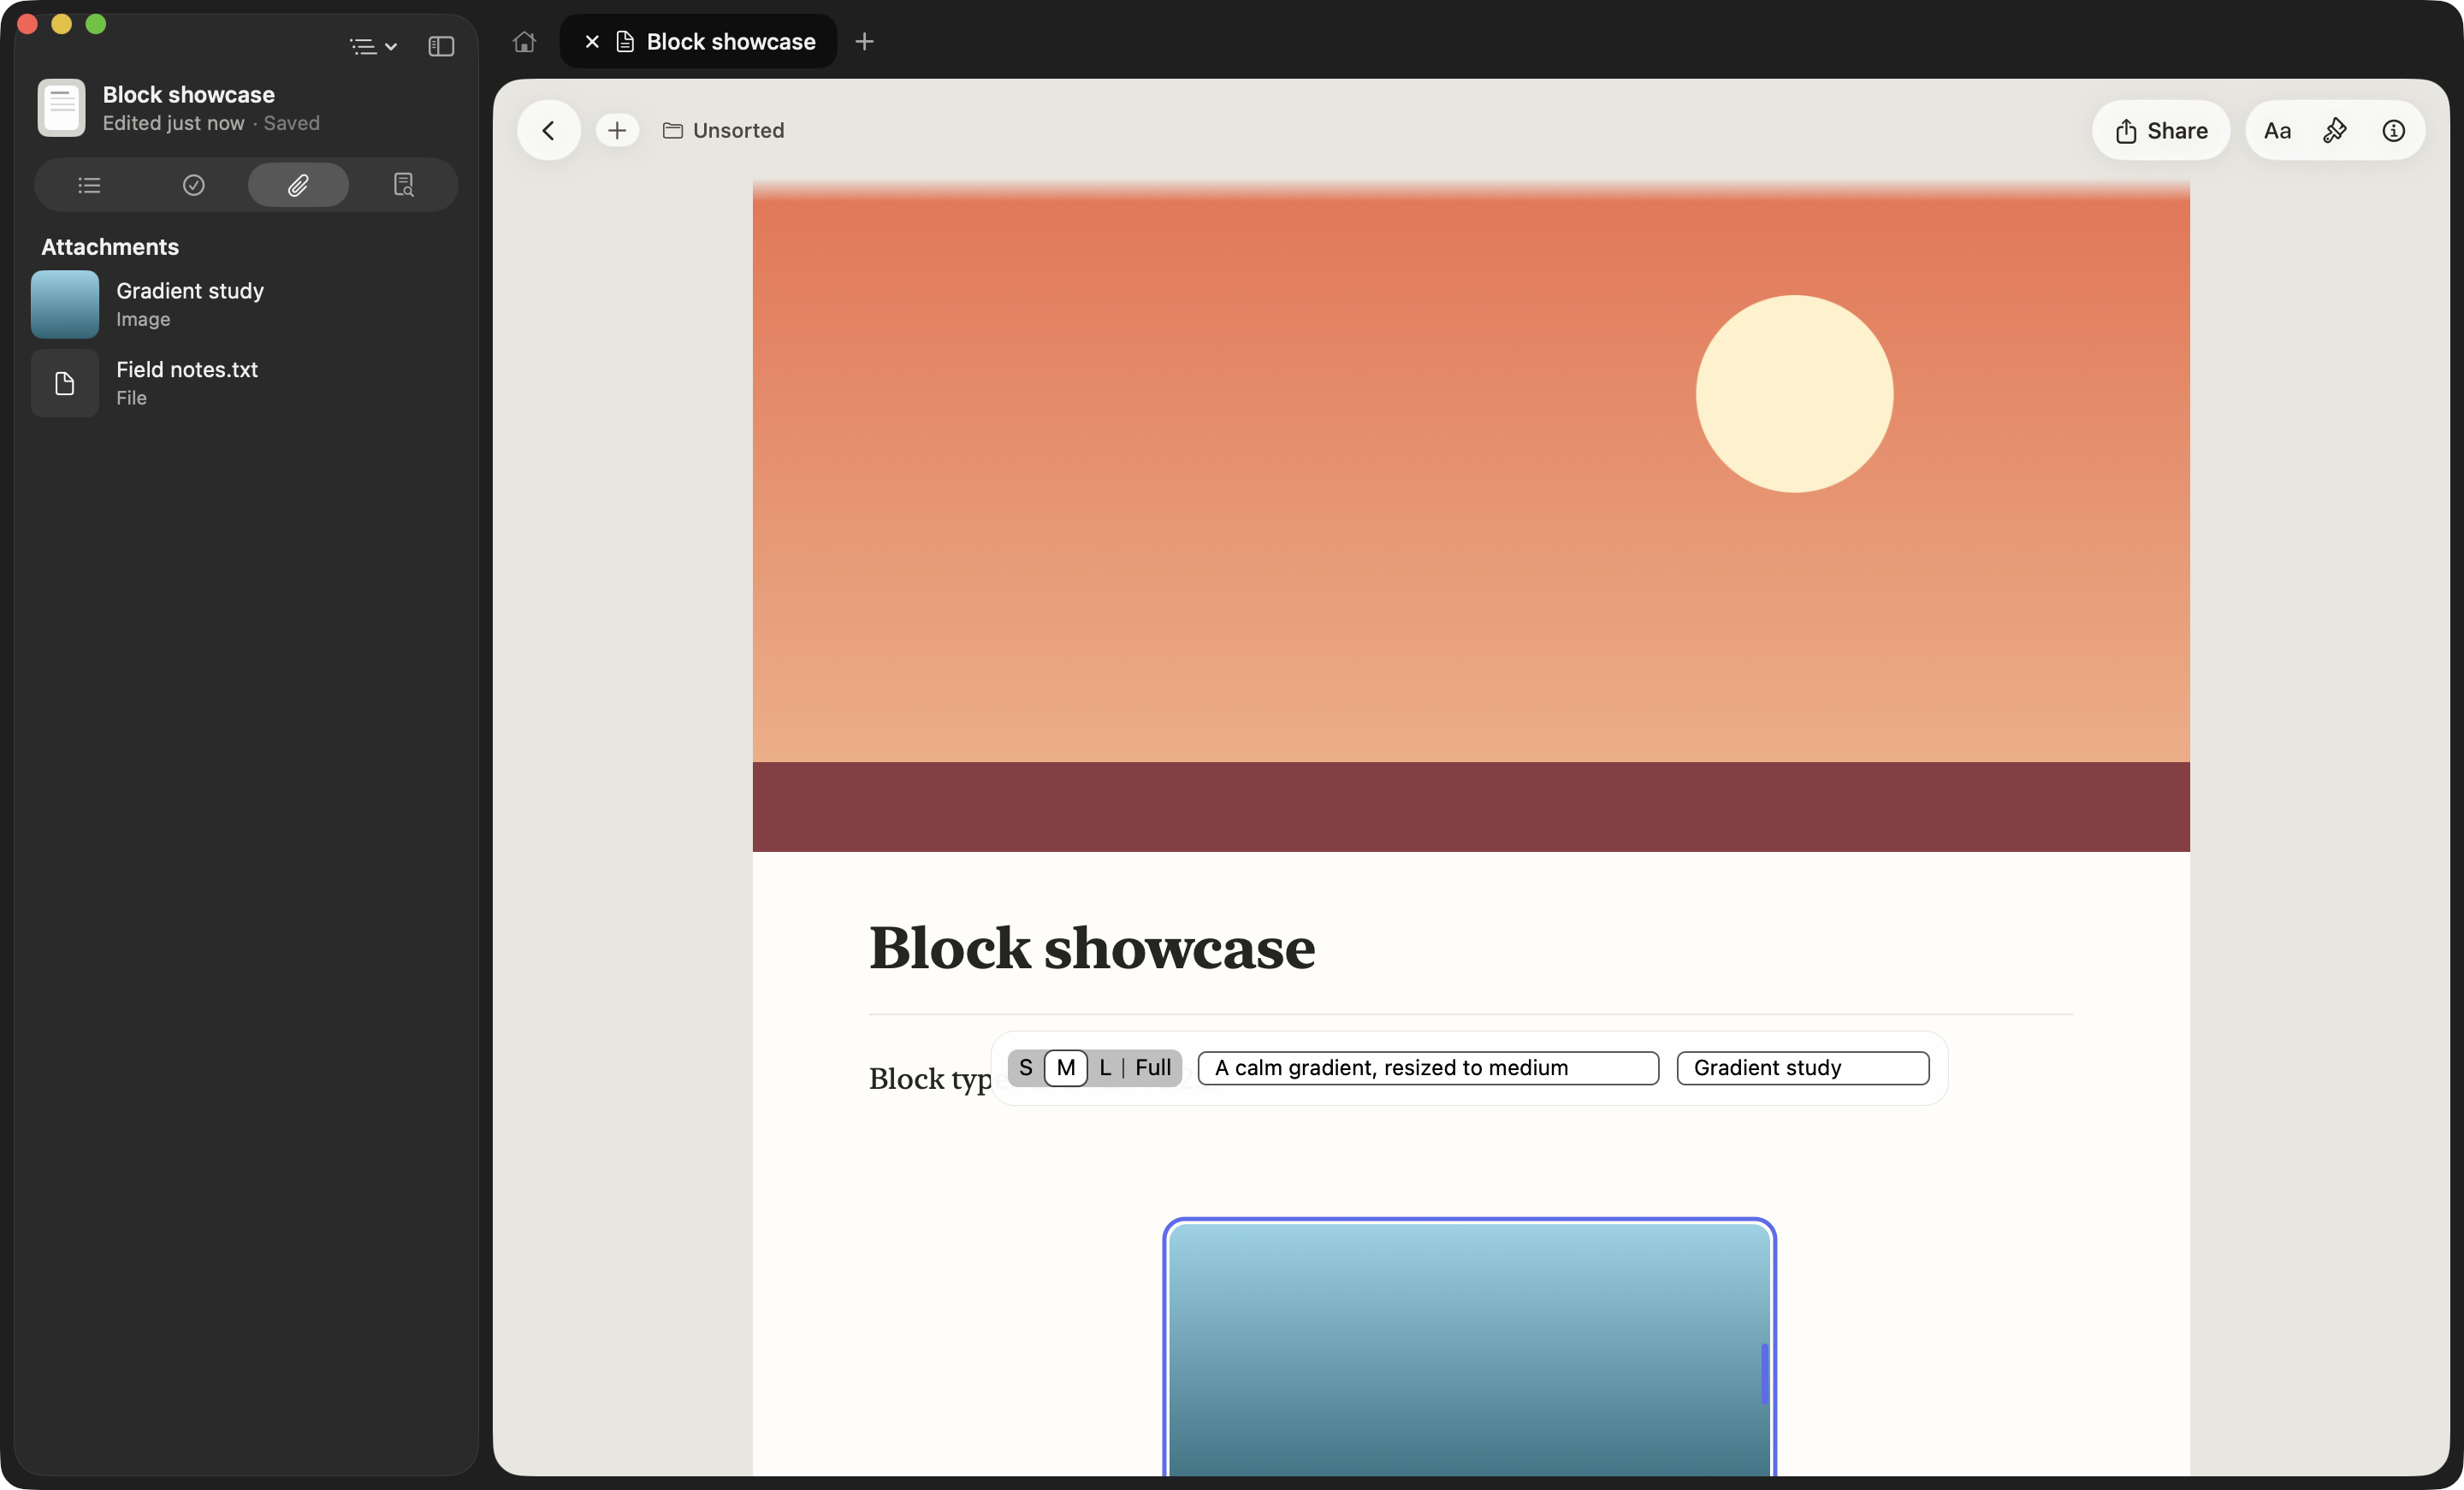 Block showcase
Edited just now · Saved
Attachments
Gradient study
Image
Field notes.txt
File
Block showcase
Unsorted
Share
Aa
Block showcase
Block typ
S M L | Full
A calm gradient, resized to medium
Gradient study